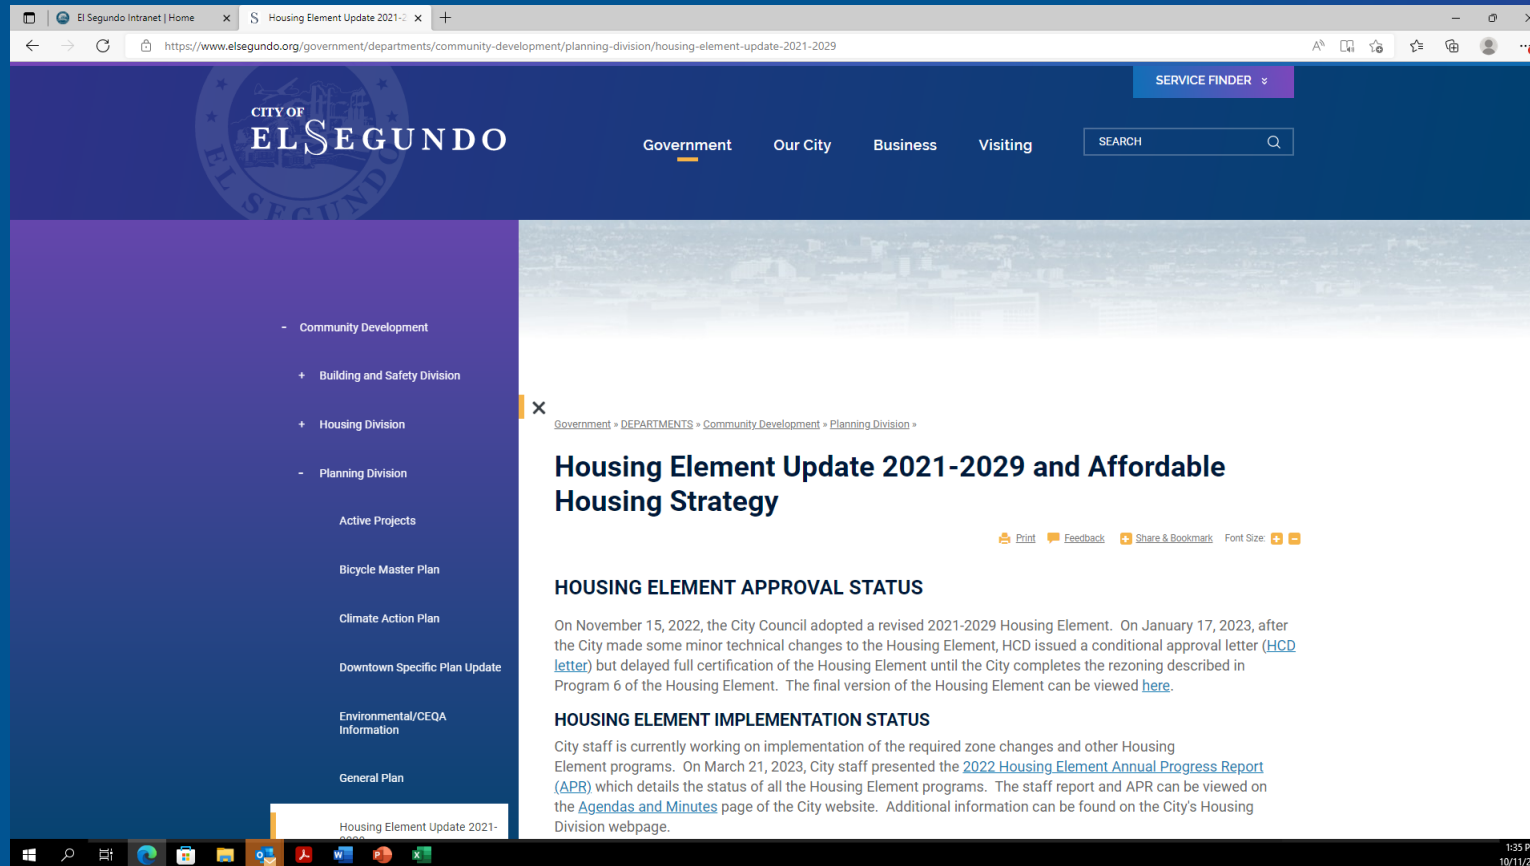 El Segundo Intranet | Home
Housing Element Update 2021-2
https://www.elsegundo.org/government/departments/community-development/planning-division/housing-element-update-2021-2029
SERVICE FINDER
CITY OF
EL SEGUNDO
EL SEGUNDO
Government
Our City
Business
Visiting
SEARCH
- Community Development
+ Building and Safety Division
+ Housing Division
- Planning Division
Active Projects
Bicycle Master Plan
Climate Action Plan
Downtown Specific Plan Update
Environmental/CEQA
Information
General Plan
Housing Element Update 2021-
Government » DEPARTMENTS » Community Development » Planning Division »
Housing Element Update 2021-2029 and Affordable
Housing Strategy
Print Feedback Share & Bookmark Font Size: + -
HOUSING ELEMENT APPROVAL STATUS
On November 15, 2022, the City Council adopted a revised 2021-2029 Housing Element. On January 17, 2023, after
the City made some minor technical changes to the Housing Element, HCD issued a conditional approval letter (HCD
letter) but delayed full certification of the Housing Element until the City completes the rezoning described in
Program 6 of the Housing Element. The final version of the Housing Element can be viewed here.
HOUSING ELEMENT IMPLEMENTATION STATUS
City staff is currently working on implementation of the required zone changes and other Housing
Element programs. On March 21, 2023, City staff presented the 2022 Housing Element Annual Progress Report
(APR) which details the status of all the Housing Element programs. The staff report and APR can be viewed on
the Agendas and Minutes page of the City website. Additional information can be found on the City's Housing
Division webpage.
1:35 P
10/11/2